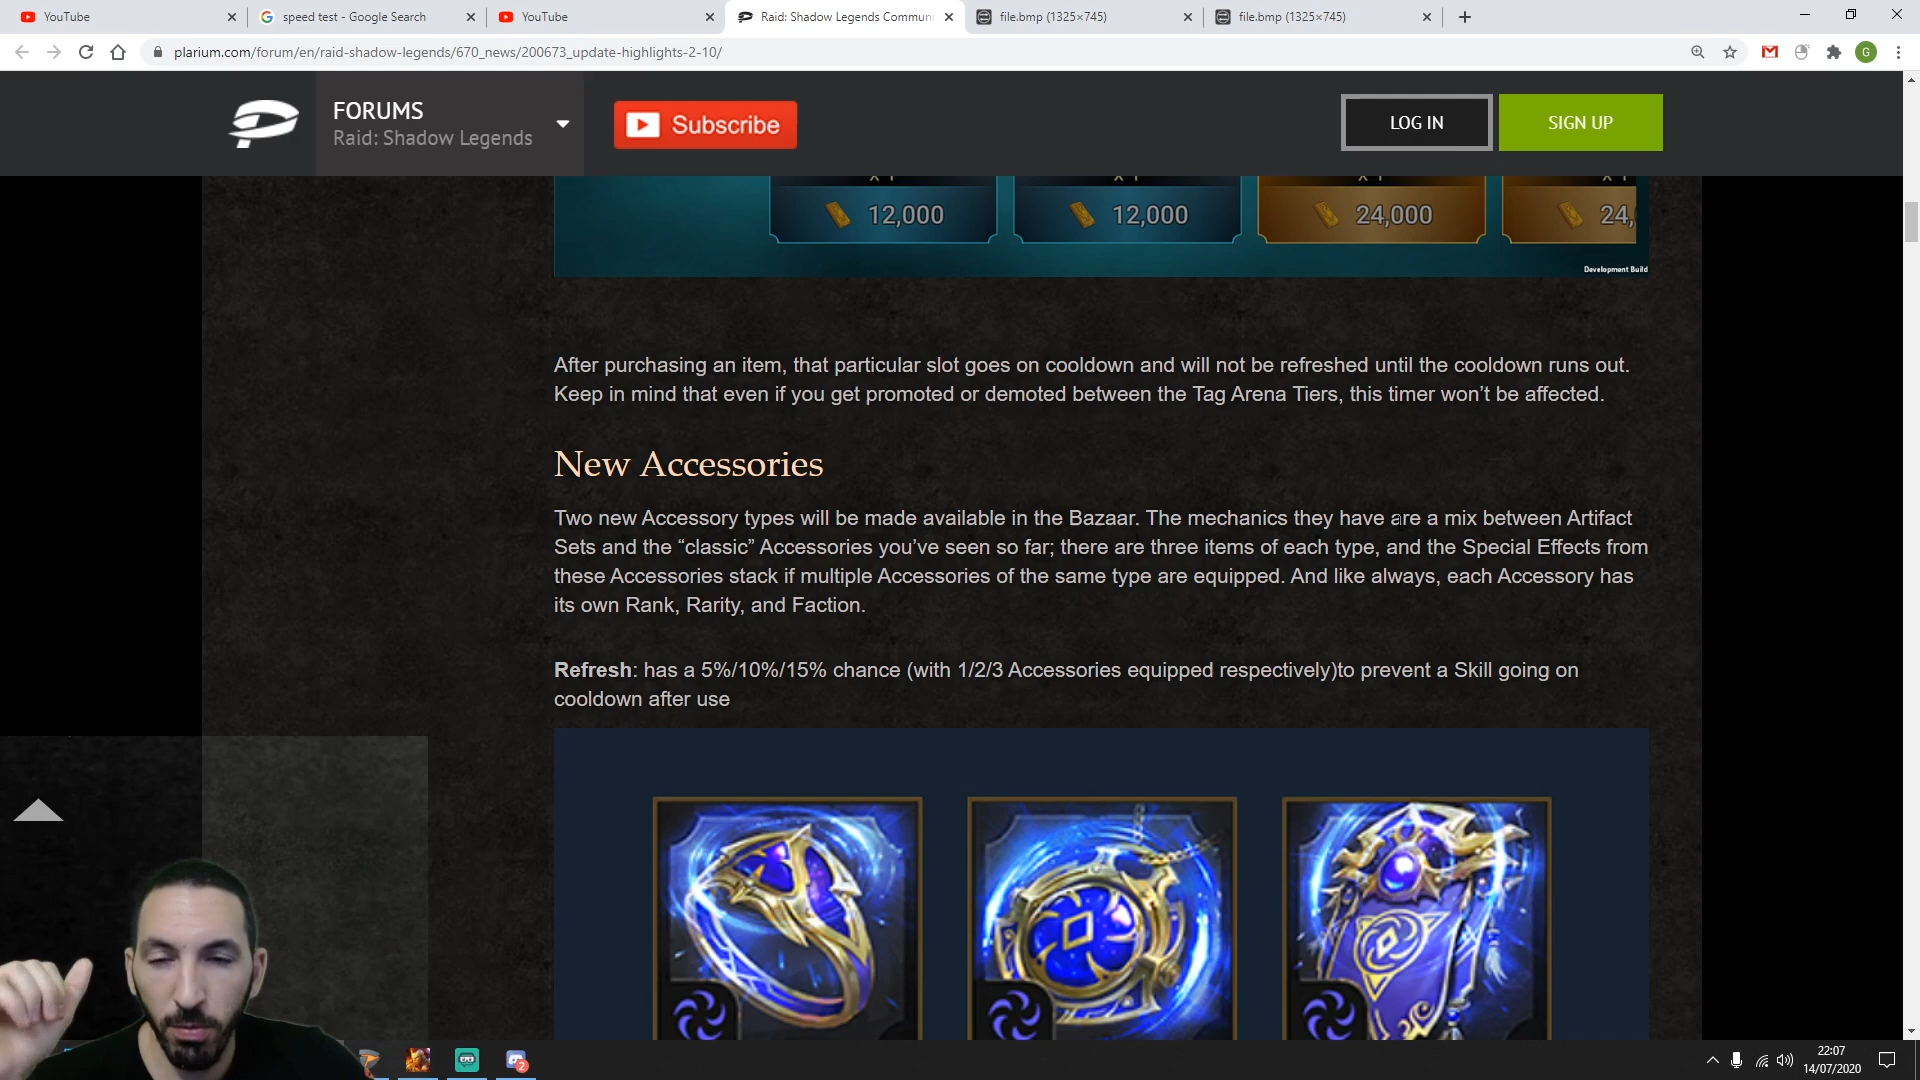 YouTube
speed test - Google Search
YouTube
Raid: Shadow Legends Commun
file.bmp (1325×745)
file.bmp (1325×745)
plarium.com/forum/en/raid-shadow-legends/670_news/200673_update-highlights-2-10/
G
FORUMS
Raid: Shadow Legends
Subscribe
LOG IN
SIGN UP
12,000
12,000
24,000
24,
Development Build
After purchasing an item, that particular slot goes on cooldown and will not be refreshed until the cooldown runs out.
Keep in mind that even if you get promoted or demoted between the Tag Arena Tiers, this timer won’t be affected.
New Accessories
Two new Accessory types will be made available in the Bazaar. The mechanics they have are a mix between Artifact
Sets and the “classic” Accessories you’ve seen so far; there are three items of each type, and the Special Effects from
these Accessories stack if multiple Accessories of the same type are equipped. And like always, each Accessory has
its own Rank, Rarity, and Faction.
Refresh: has a 5%/10%/15% chance (with 1/2/3 Accessories equipped respectively)to prevent a Skill going on
cooldown after use
2
22:07
14/07/2020